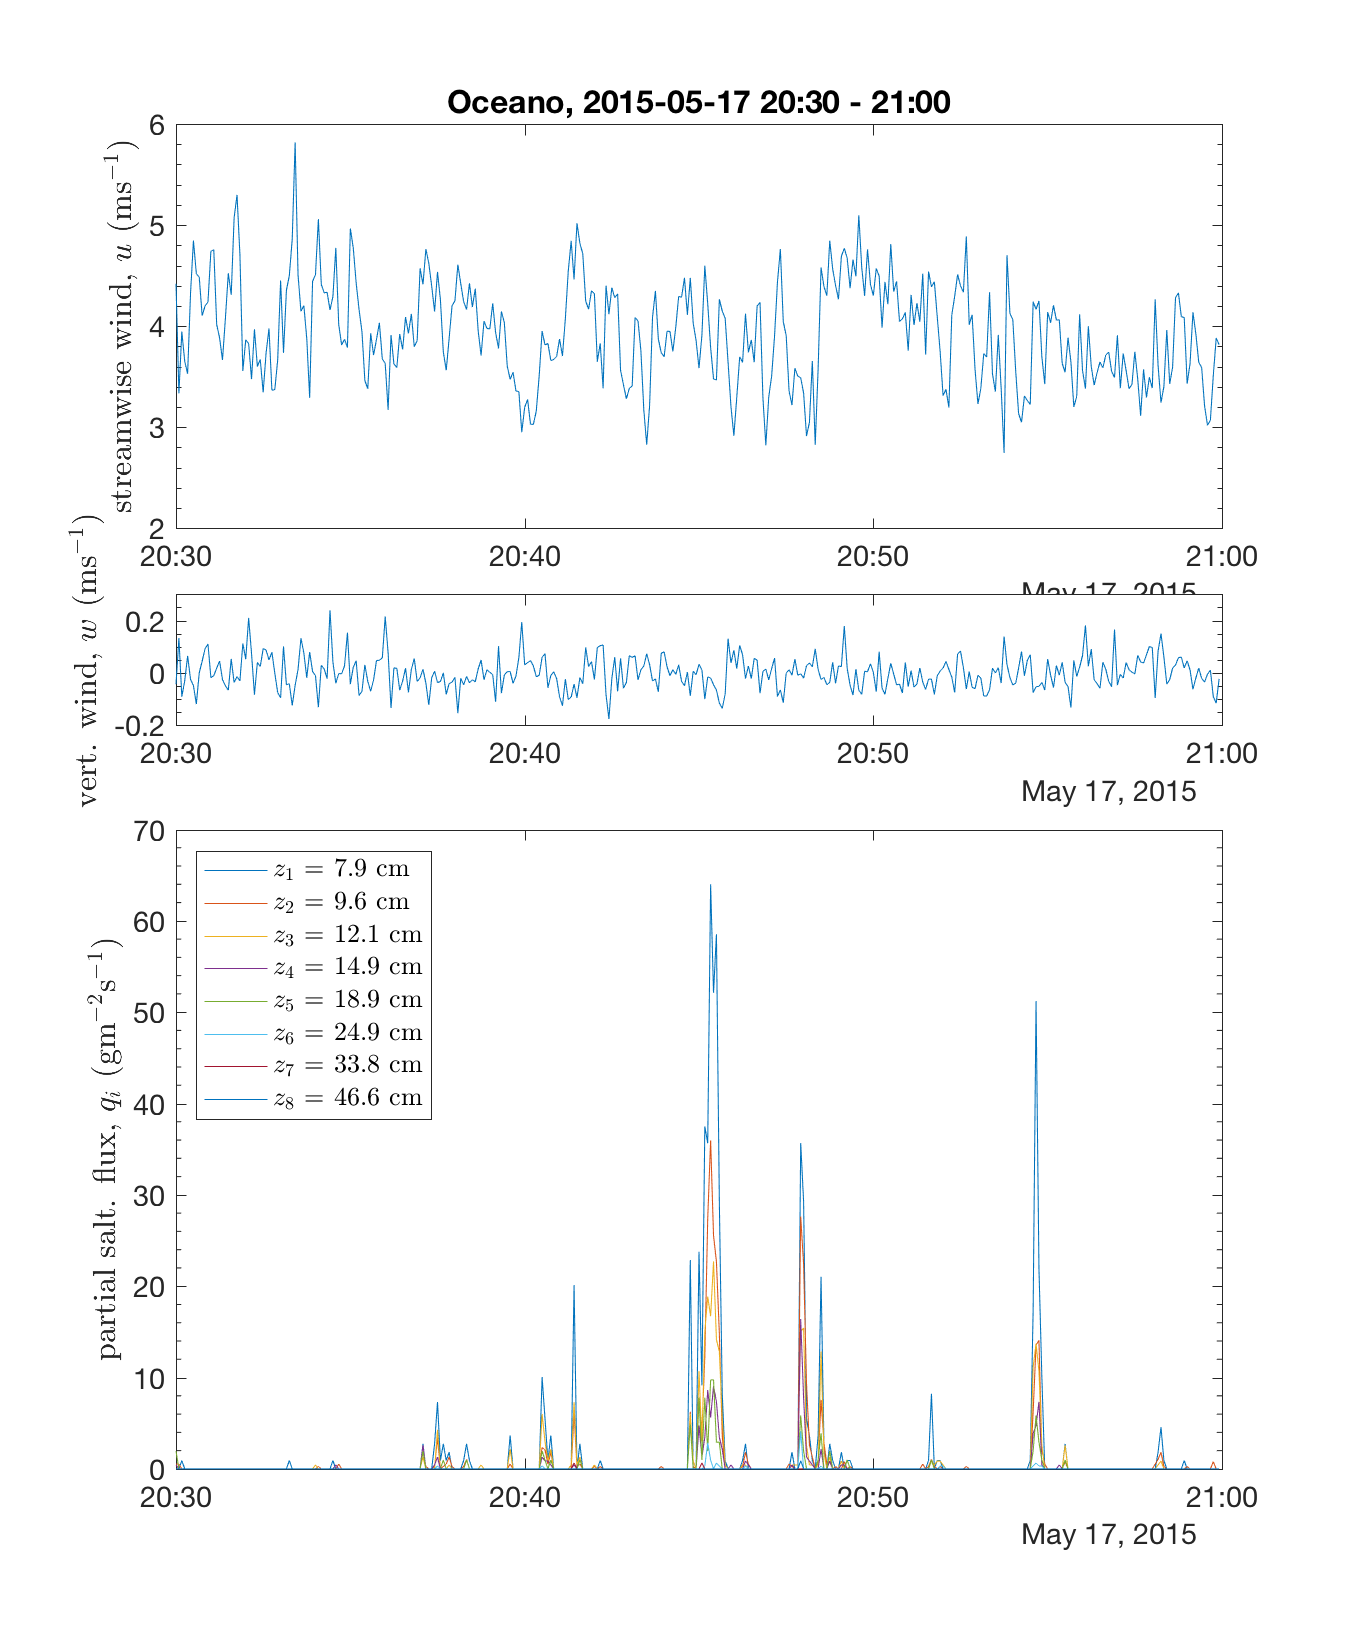 Oceano, 2015-05-17 20:30 - 21:00
streamwise wind, u (ms⁻¹)
6
5
4
3
2
20:30 20:40 20:50 21:00
May 17, 2015
vert. wind, w (ms⁻¹)
0.2
0
-0.2
20:30 20:40 20:50 21:00
May 17, 2015
partial salt. flux, qᵢ (gm⁻²s⁻¹)
70
60
50
40
30
20
10
0
z₁ = 7.9 cm
z₂ = 9.6 cm
z₃ = 12.1 cm
z₄ = 14.9 cm
z₅ = 18.9 cm
z₆ = 24.9 cm
z₇ = 33.8 cm
z₈ = 46.6 cm
20:30 20:40 20:50 21:00
May 17, 2015